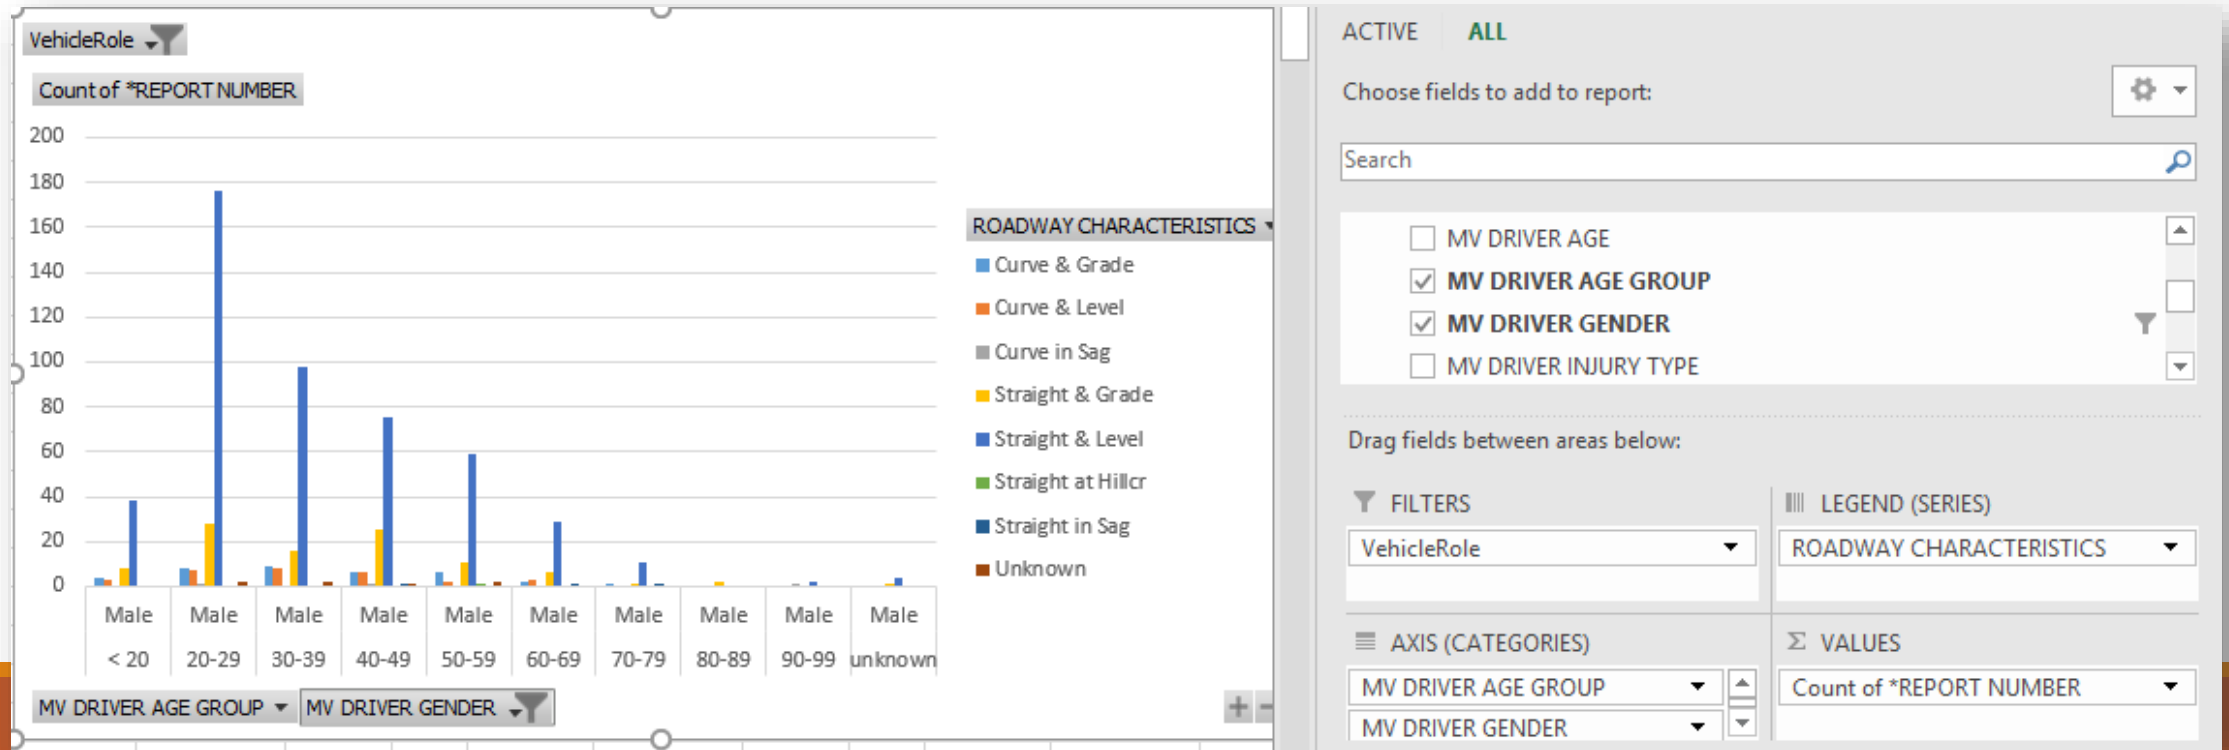 VehicleRole
Count of *REPORT NUMBER
200
180
160
140
120
100
80
60
40
20
0
Male Male Male Male Male Male Male Male Male Male
< 20 20-29 30-39 40-49 50-59 60-69 70-79 80-89 90-99 unknown
MV DRIVER AGE GROUP MV DRIVER GENDER
ROADWAY CHARACTERISTICS
Curve & Grade
Curve & Level
Curve in Sag
Straight & Grade
Straight & Level
Straight at Hillcr
Straight in Sag
Unknown
ACTIVE ALL
Choose fields to add to report:
Search
MV DRIVER AGE
MV DRIVER AGE GROUP
MV DRIVER GENDER
MV DRIVER INJURY TYPE
Drag fields between areas below:
FILTERS
VehicleRole
LEGEND (SERIES)
ROADWAY CHARACTERISTICS
AXIS (CATEGORIES)
MV DRIVER AGE GROUP
MV DRIVER GENDER
Σ VALUES
Count of *REPORT NUMBER